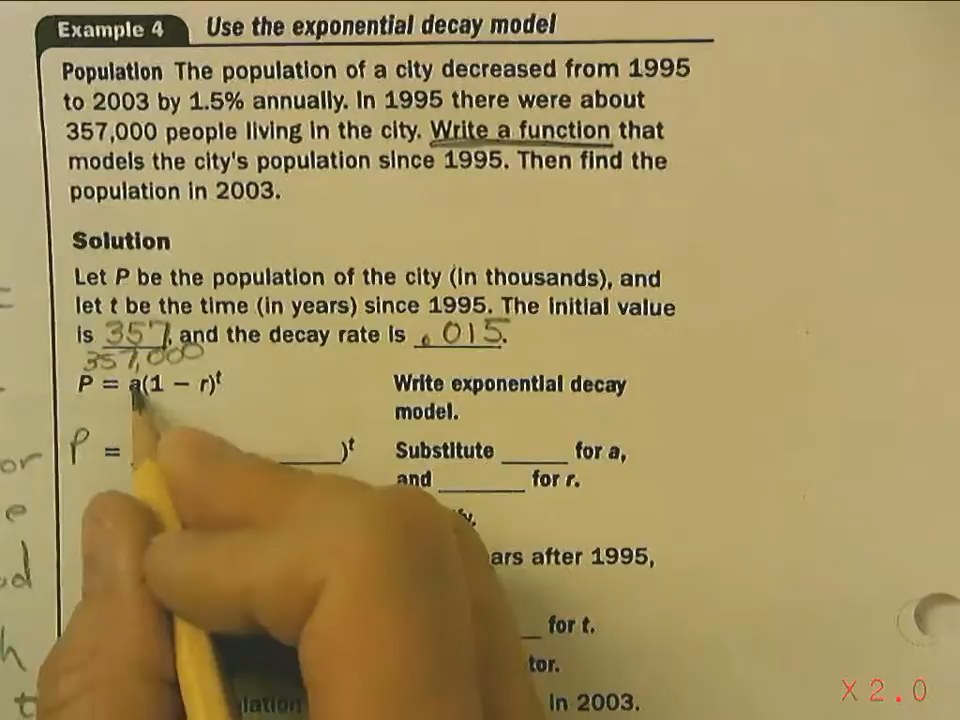 Example 4 Use the exponential decay model
Population The population of a city decreased from 1995
to 2003 by 1.5% annually. In 1995 there were about
357,000 people living in the city. Write a function that
models the city's population since 1995. Then find the
population in 2003.
Solution
Let P be the population of the city (in thousands), and
let t be the time (in years) since 1995. The initial value
is 357, and the decay rate is .015.
357,000
P = a(1 − r)^t Write exponential decay
model.
P = _____)^t Substitute _____ for a,
and _____ for r.
ars after 1995,
_ for t.
tor.
lation in 2003.
or
e
d
h
t
X2.0